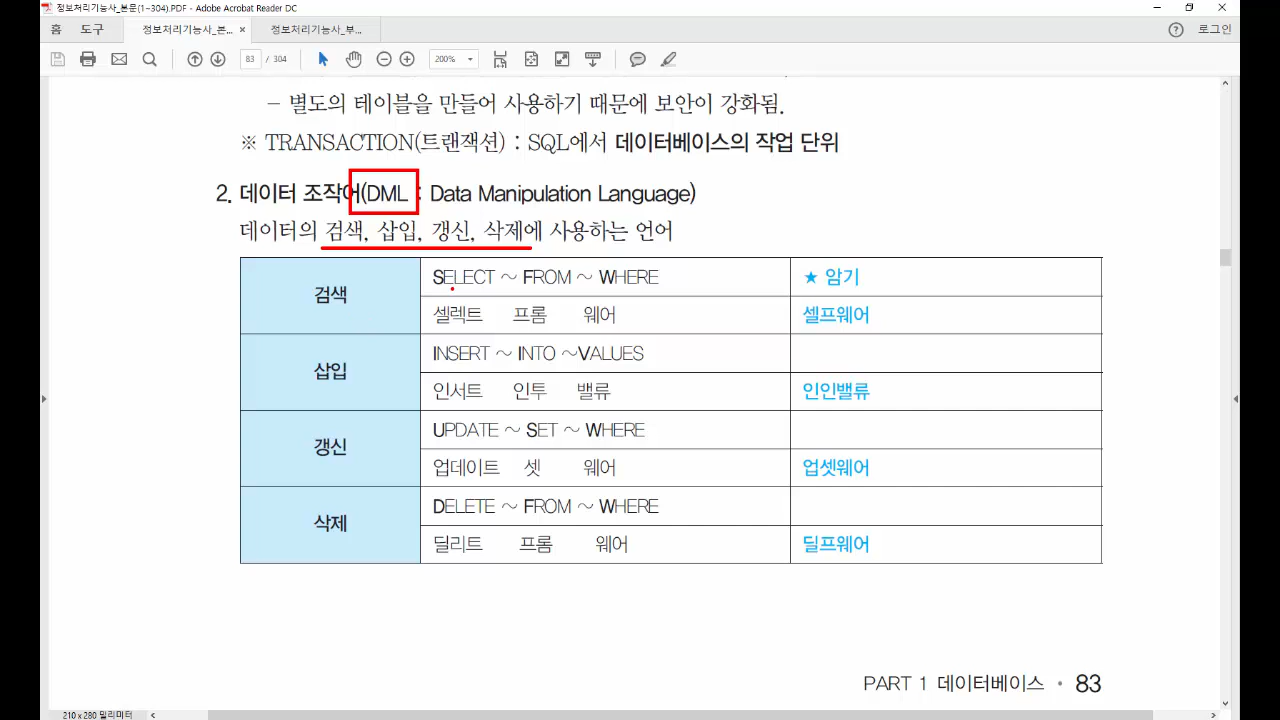 정보처리기능사_본문(1-304).PDF - Adobe Acrobat Reader DC
홈 도구 정보처리기능사_본... × 정보처리기능사_부... 로그인
83 / 304 200%
– 별도의 테이블을 만들어 사용하기 때문에 보안이 강화됨.
※ TRANSACTION(트랜잭션) : SQL에서 데이터베이스의 작업 단위
2. 데이터 조작어(DML : Data Manipulation Language)
데이터의 검색, 삽입, 갱신, 삭제에 사용하는 언어
검색 SELECT ~ FROM ~ WHERE ★ 암기
셀렉트 프롬 웨어 셀프웨어
삽입 INSERT ~ INTO ~VALUES
인서트 인투 밸류 인인밸류
갱신 UPDATE ~ SET ~ WHERE
업데이트 셋 웨어 업셋웨어
삭제 DELETE ~ FROM ~ WHERE
딜리트 프롬 웨어 딜프웨어
PART 1 데이터베이스 • 83
210 x 280 밀리미터